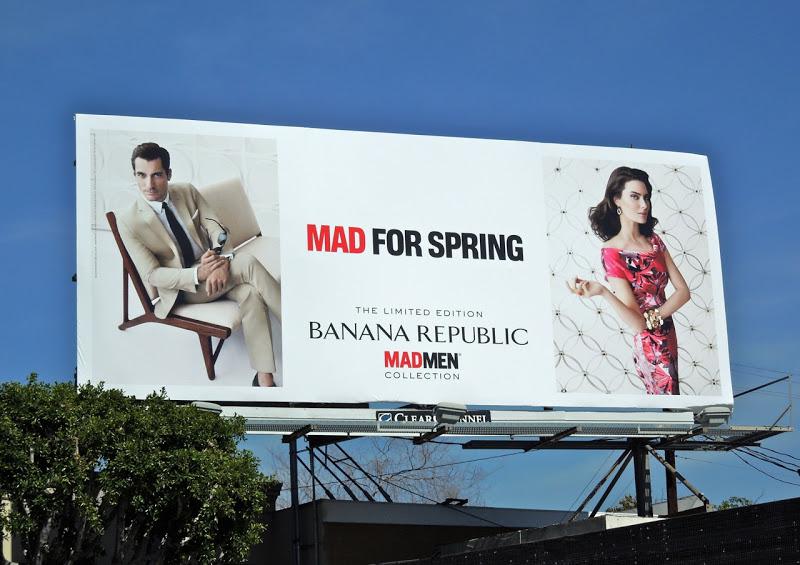 MAD FOR SPRING
THE LIMITED EDITION
BANANA REPUBLIC
MADMEN
COLLECTION